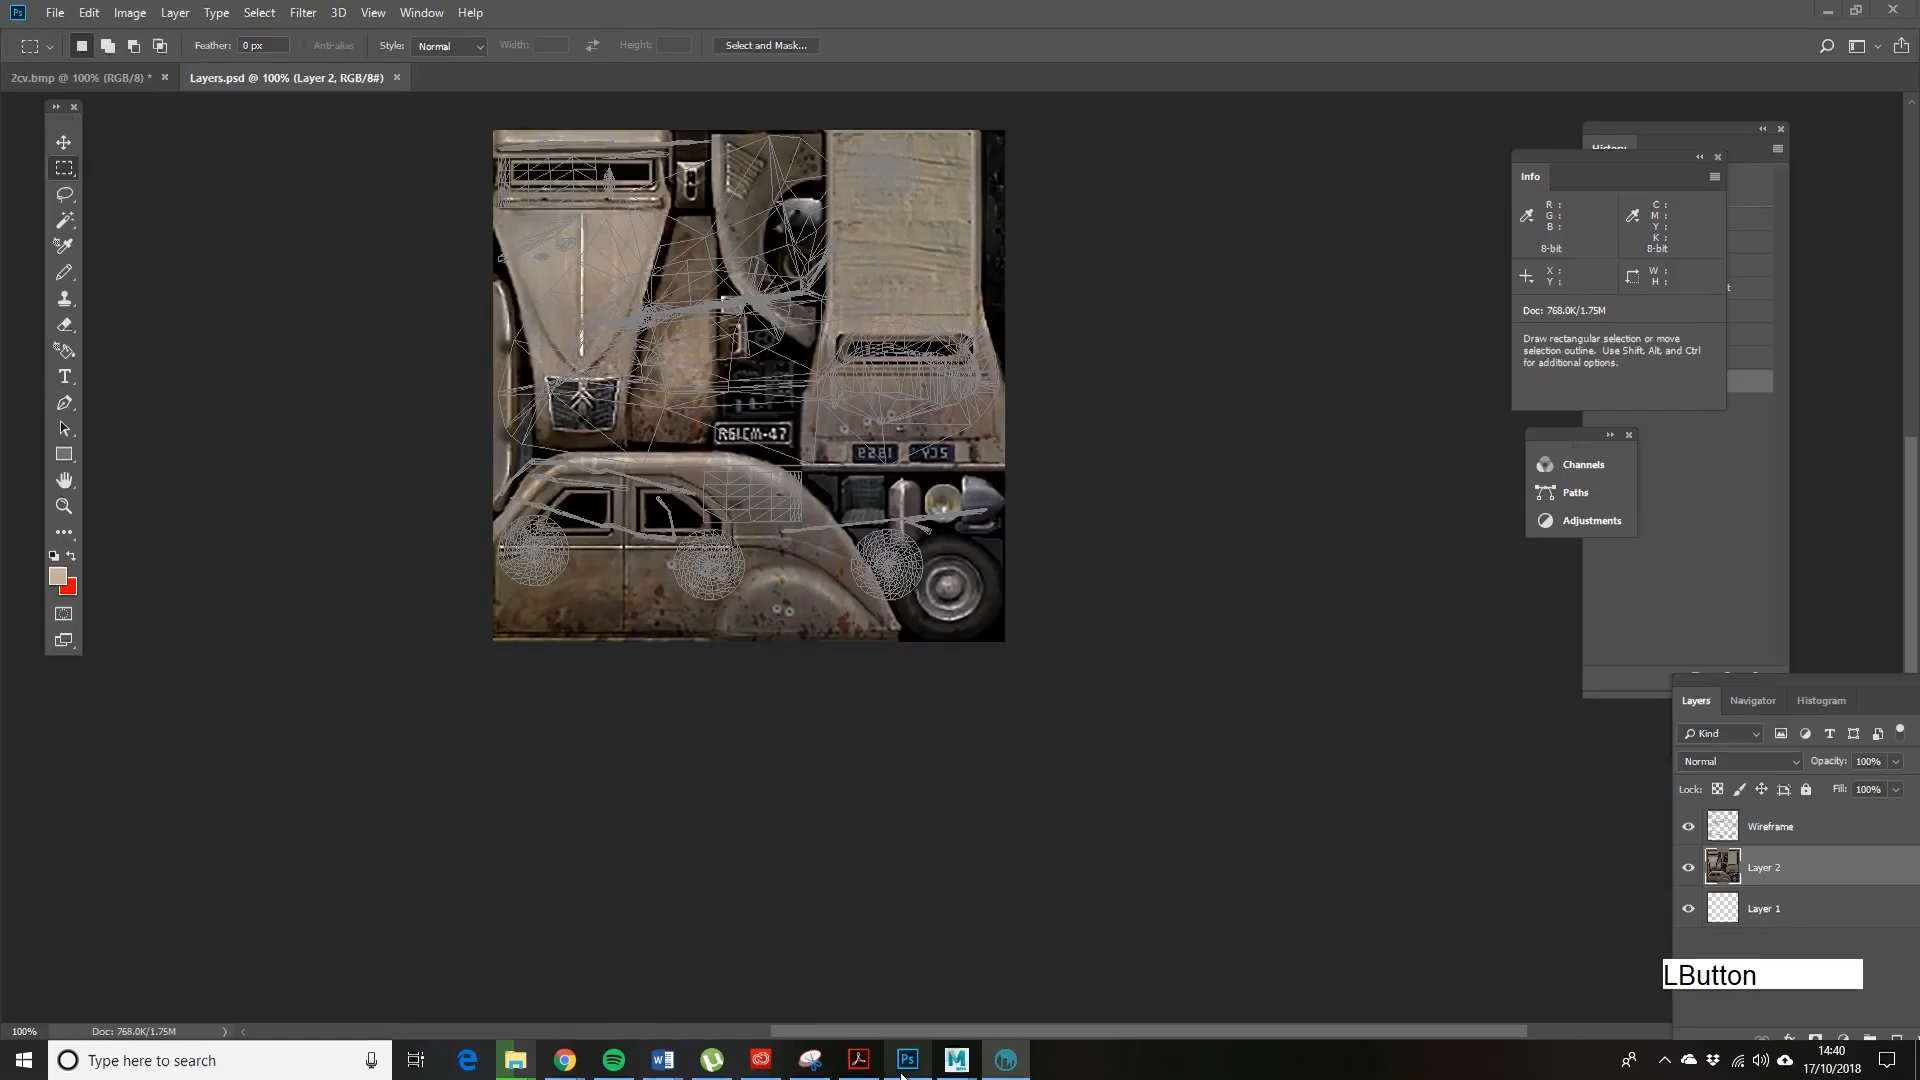 Ps File Edit Image Layer Type Select Filter 3D View Window Help
Feather: 0 px Anti-alias Style: Normal Width: Height: Select and Mask...
2cv.bmp @ 100% (RGB/8) * × Layers.psd @ 100% (Layer 2, RGB/8#) ×
History
Info
R :
G :
B :
8-bit
C :
M :
Y :
K :
8-bit
X :
Y :
W :
H :
Doc: 768.0K/1.75M
Draw rectangular selection or move
selection outline. Use Shift, Alt, and Ctrl
for additional options.
Channels
Paths
Adjustments
Layers Navigator Histogram
Kind
Normal Opacity: 100%
Lock: Fill: 100%
Wireframe
Layer 2
Layer 1
LButton
100% Doc: 768.0K/1.75M
Type here to search
14:40
17/10/2018